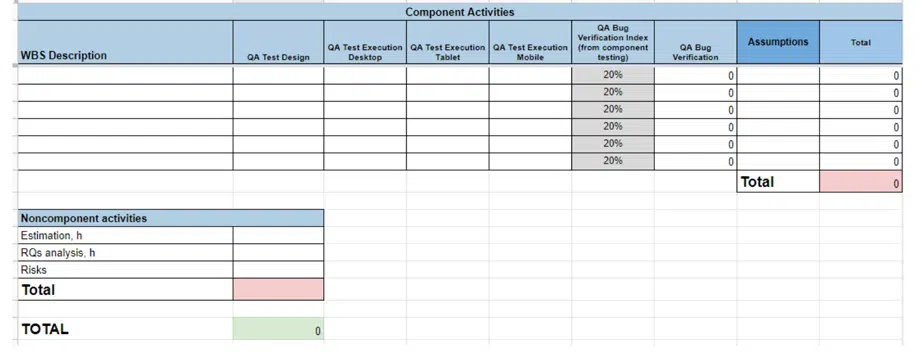 Component Activities
WBS Description QA Test Design QA Test Execution Desktop QA Test Execution Tablet QA Test Execution Mobile QA Bug Verification Index (from component testing) QA Bug Verification Assumptions Total
20% 0 0
20% 0 0
20% 0 0
20% 0 0
20% 0 0
20% 0 0
Total 0
Noncomponent activities
Estimation, h
RQs analysis, h
Risks
Total
TOTAL 0